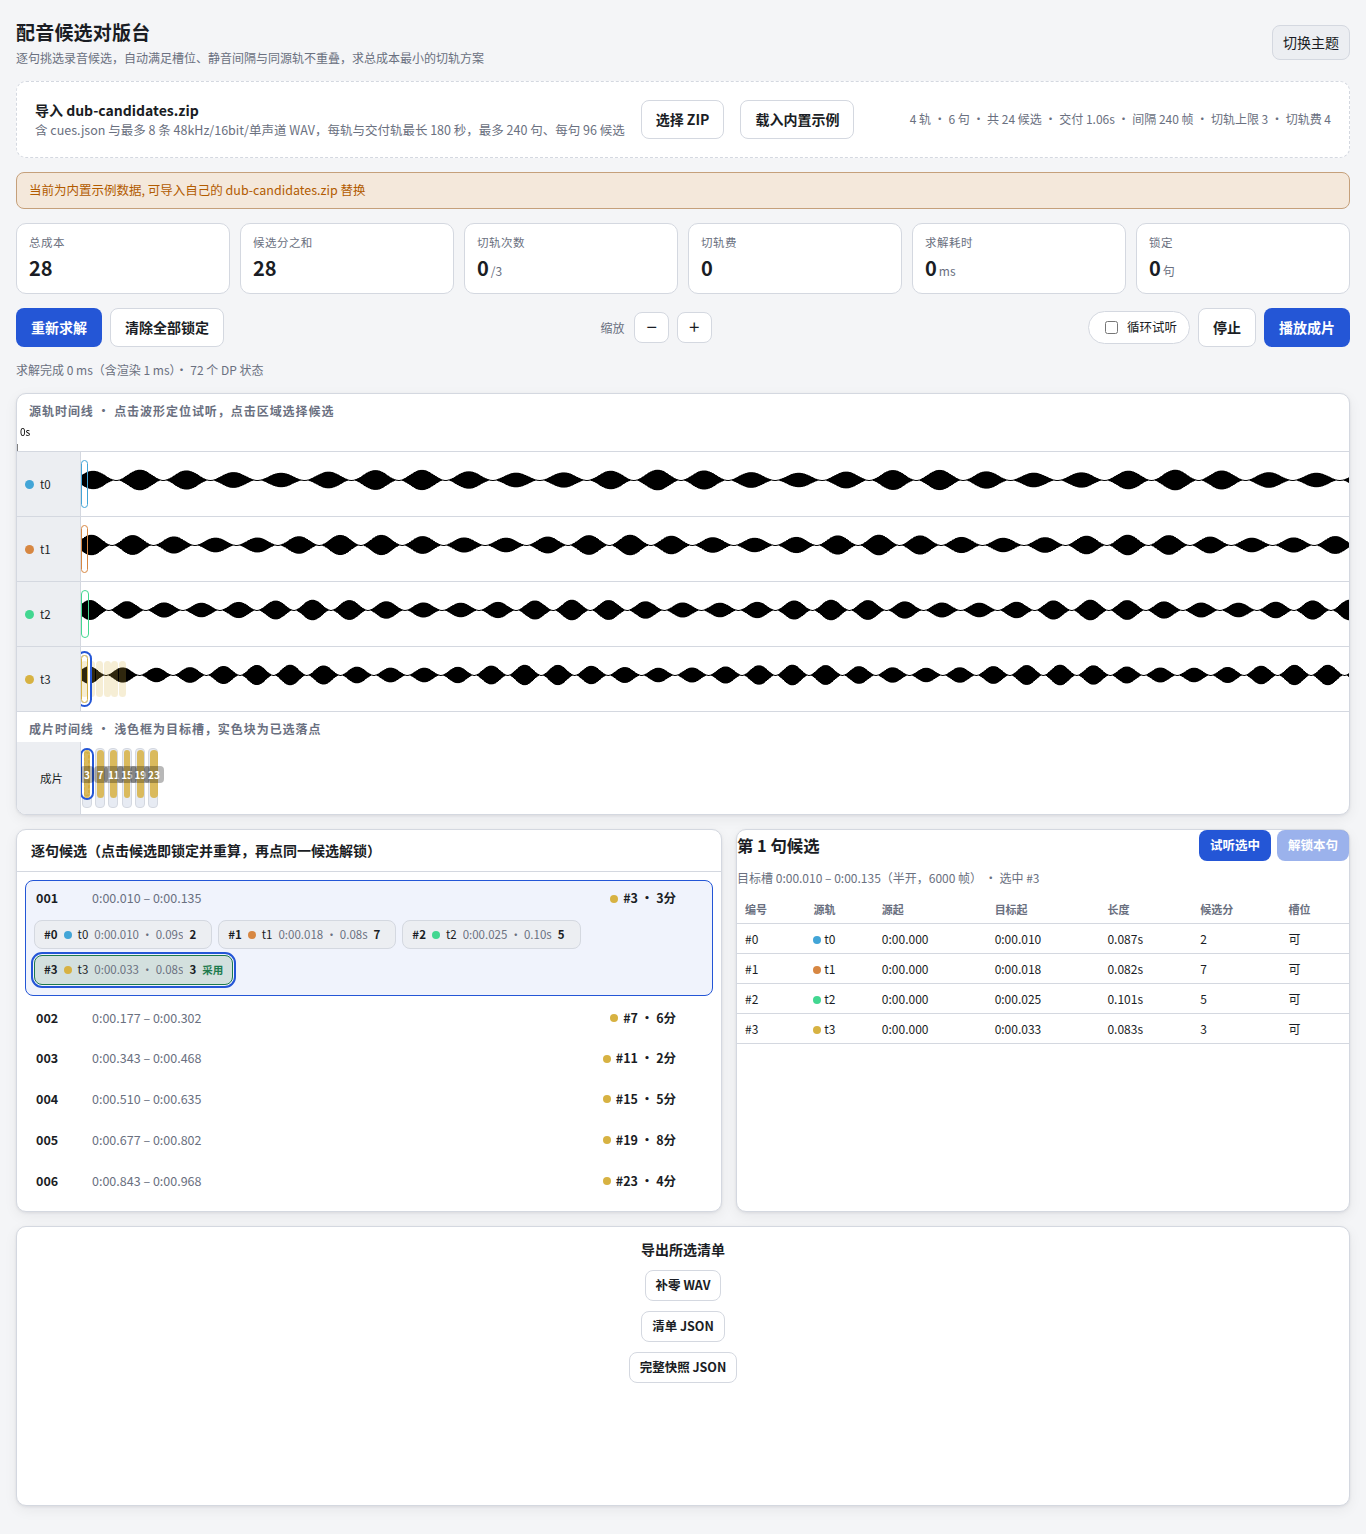 配音候选对版台
切换主题
逐句挑选录音候选，自动满足槽位、静音间隔与同源轨不重叠，求总成本最小的切轨方案
导入 dub-candidates.zip
含 cues.json 与最多 8 条 48kHz/16bit/单声道 WAV，每轨与交付轨最长 180 秒，最多 240 句、每句 96 候选
选择 ZIP
载入内置示例
4 轨 · 6 句 · 共 24 候选 · 交付 1.06s · 间隔 240 帧 · 切轨上限 3 · 切轨费 4
当前为内置示例数据, 可导入自己的 dub-candidates.zip 替换
总成本
28
候选分之和
28
切轨次数
0 /3
切轨费
0
求解耗时
0 ms
锁定
0 句
重新求解
清除全部锁定
缩放
−
+
循环试听
停止
播放成片
求解完成 0 ms（含渲染 1 ms）· 72 个 DP 状态
源轨时间线 · 点击波形定位试听，点击区域选择候选
0s
t0
t1
t2
t3
成片时间线 · 浅色框为目标槽，实色块为已选落点
成片
3 7 11 15 19 23
逐句候选（点击候选即锁定并重算，再点同一候选解锁）
001 0:00.010 – 0:00.135 #3 · 3分
#0 t0 0:00.010 · 0.09s 2
#1 t1 0:00.018 · 0.08s 7
#2 t2 0:00.025 · 0.10s 5
#3 t3 0:00.033 · 0.08s 3 采用
002 0:00.177 – 0:00.302 #7 · 6分
003 0:00.343 – 0:00.468 #11 · 2分
004 0:00.510 – 0:00.635 #15 · 5分
005 0:00.677 – 0:00.802 #19 · 8分
006 0:00.843 – 0:00.968 #23 · 4分
第 1 句候选
试听选中
解锁本句
目标槽 0:00.010 – 0:00.135（半开，6000 帧） · 选中 #3
编号 源轨 源起 目标起 长度 候选分 槽位
#0 t0 0:00.000 0:00.010 0.087s 2 可
#1 t1 0:00.000 0:00.018 0.082s 7 可
#2 t2 0:00.000 0:00.025 0.101s 5 可
#3 t3 0:00.000 0:00.033 0.083s 3 可
导出所选清单
补零 WAV
清单 JSON
完整快照 JSON